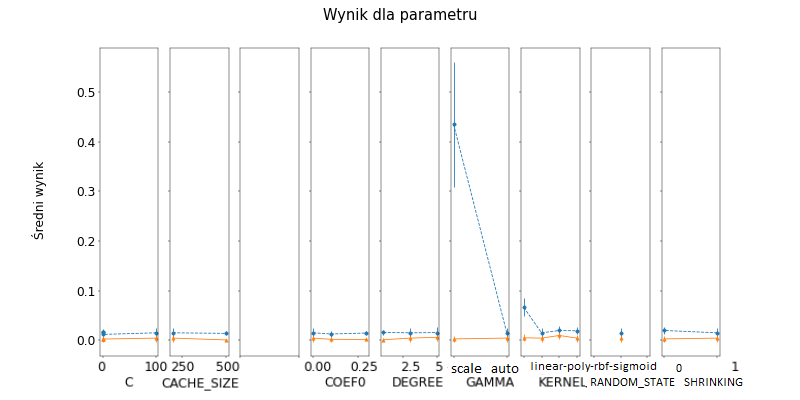 Wynik dla parametru
Średni wynik
0.5
0.4
0.3
0.2
0.1
0.0
0 100 250 500 0.00 0.25 2.5 5 scale auto linear-poly-rbf-sigmoid 0 1
C CACHE_SIZE COEF0 DEGREE GAMMA KERNEL RANDOM_STATE SHRINKING